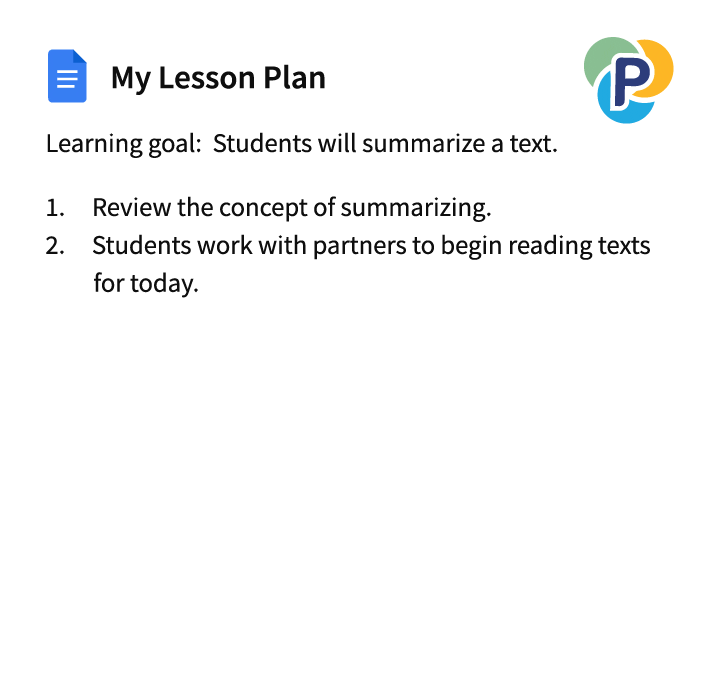 My Lesson Plan
P
Learning goal:  Students will summarize a text.
1. Review the concept of summarizing.
2. Students work with partners to begin reading texts
for today.